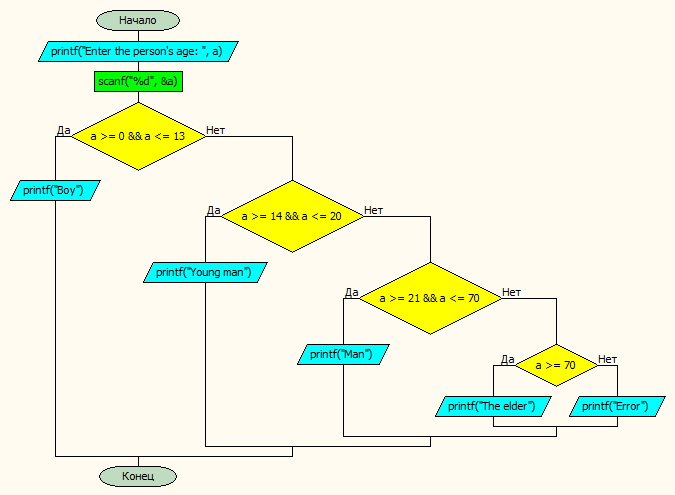 Начало
printf("Enter the person's age: ", a)
scanf("%d", &a)
Да
a >= 0 && a <= 13
Нет
printf("Boy")
Да
a >= 14 && a <= 20
Нет
printf("Young man")
Да
a >= 21 && a <= 70
Нет
printf("Man")
Да
a >= 70
Нет
printf("The elder")
printf("Error")
Конец